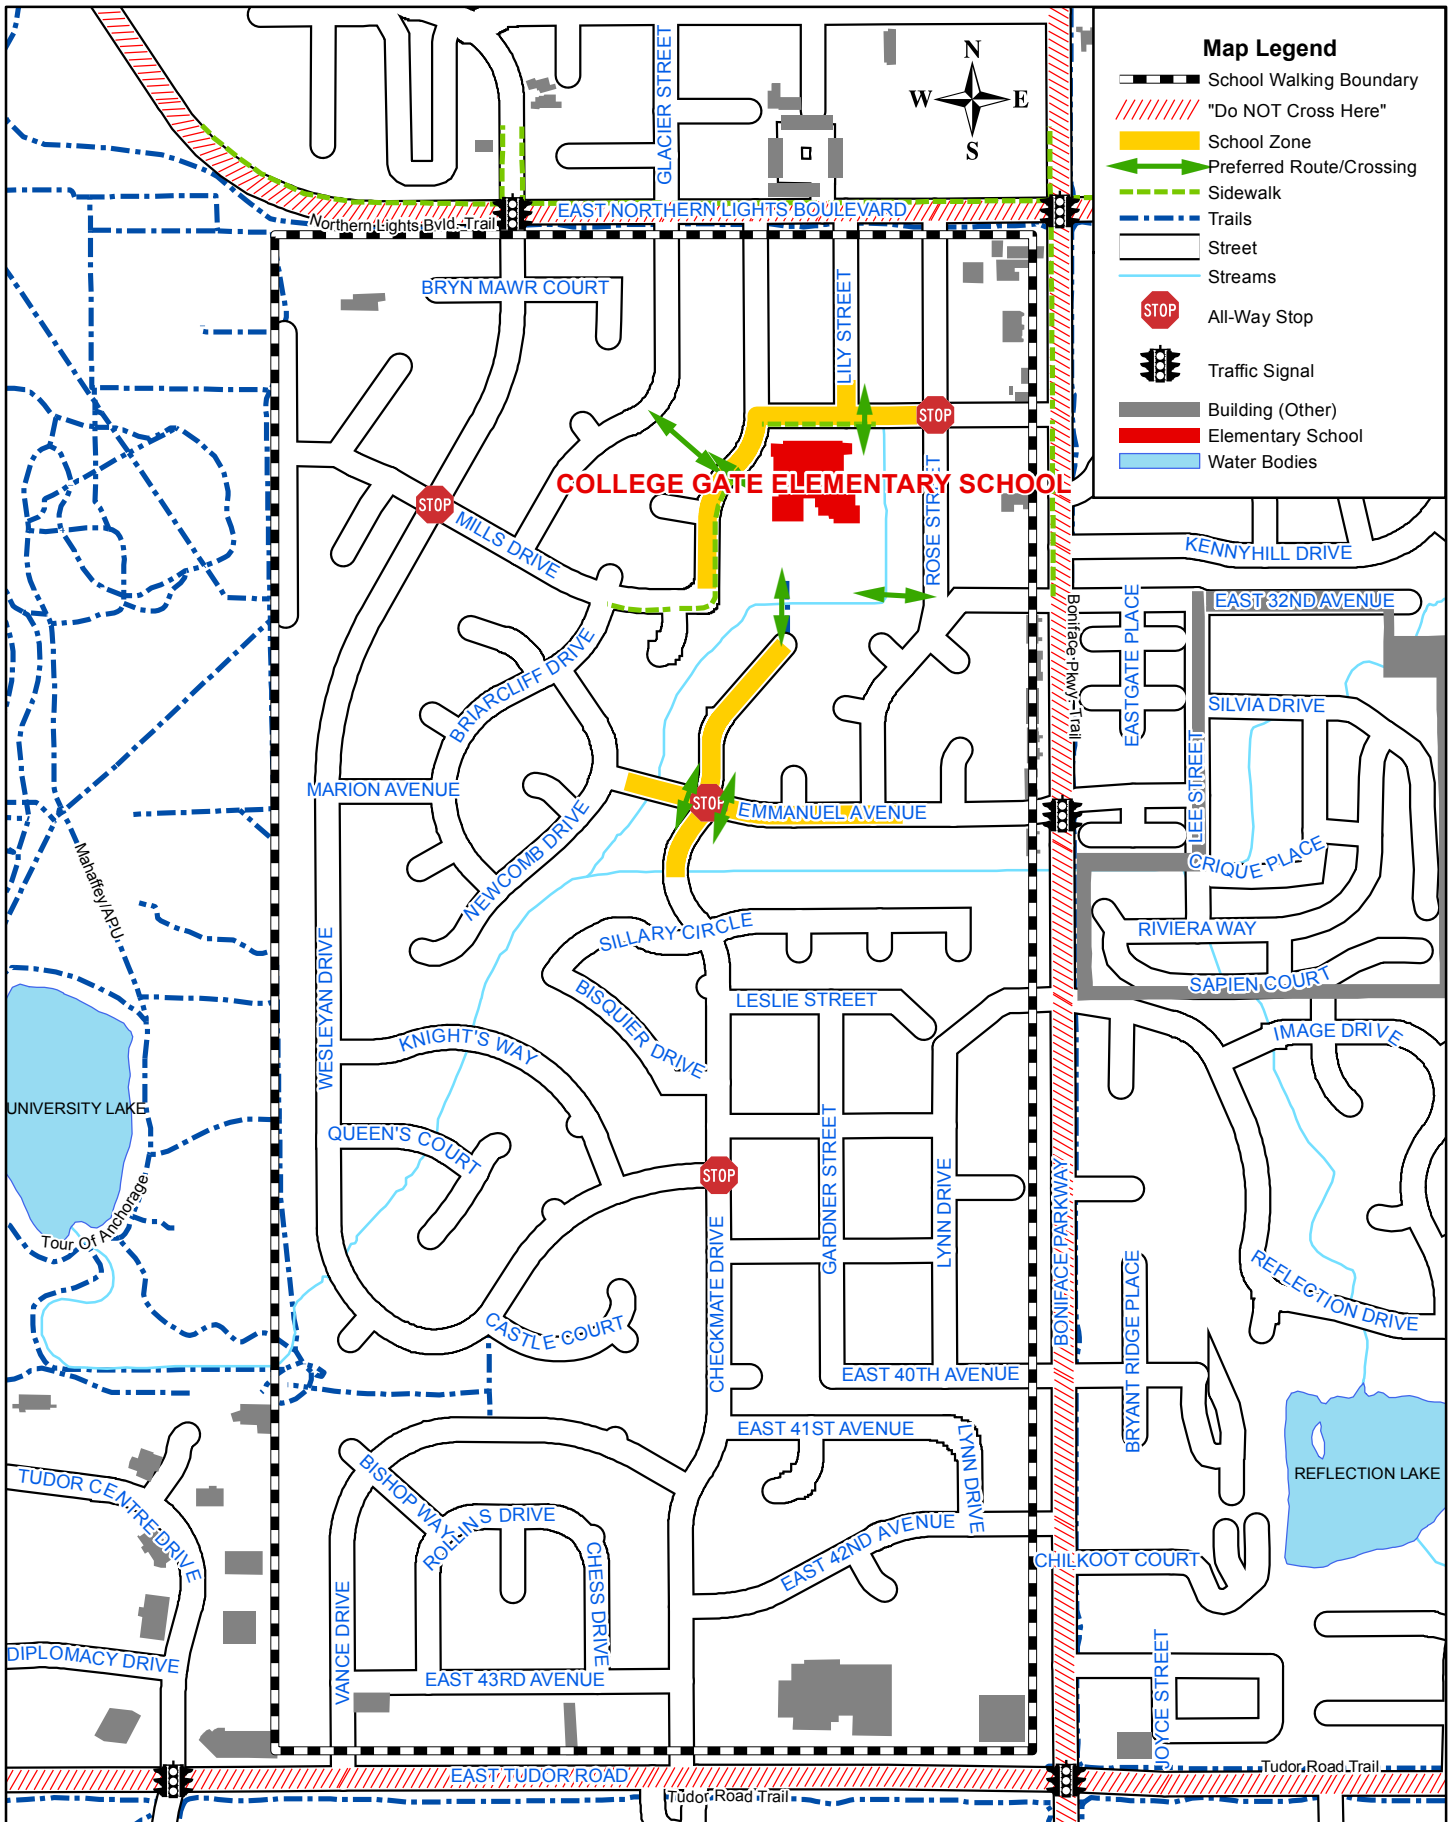 Map Legend
School Walking Boundary
"Do NOT Cross Here"
School Zone
Preferred Route/Crossing
Sidewalk
Trails
Street
Streams
STOP
All-Way Stop
Traffic Signal
Building (Other)
Elementary School
Water Bodies
N
W
E
S
GLACIER STREET
EAST NORTHERN LIGHTS BOULEVARD
Northern Lights Bvld. Trail
BRYN MAWR COURT
LILY STREET
STOP
COLLEGE GATE ELEMENTARY SCHOOL
STOP
MILLS DRIVE
ROSE STREET
KENNYHILL DRIVE
EAST 32ND AVENUE
EASTGATE PLACE
Boniface Pkwy. Trail
BRIARCLIFF DRIVE
SILVIA DRIVE
LEE STREET
MARION AVENUE
STOP
EMMANUEL AVENUE
NEWCOMB DRIVE
CRIQUE PLACE
Mahaffey/APU
RIVIERA WAY
SILLARY CIRCLE
SAPIEN COURT
WESLEYAN DRIVE
BISQUIER DRIVE
LESLIE STREET
KNIGHT'S WAY
IMAGE DRIVE
UNIVERSITY LAKE
QUEEN'S COURT
GARDNER STREET
STOP
LYNN DRIVE
BONIFACE PARKWAY
Tour Of Anchorage
CHECKMATE DRIVE
CASTLE COURT
BRYANT RIDGE PLACE
REFLECTION DRIVE
EAST 40TH AVENUE
EAST 41ST AVENUE
LYNN DRIVE
REFLECTION LAKE
TUDOR CENTRE DRIVE
BISHOP WAY
ROLLINS DRIVE
CHESS DRIVE
EAST 42ND AVENUE
CHILKOOT COURT
VANCE DRIVE
DIPLOMACY DRIVE
EAST 43RD AVENUE
JOYCE STREET
EAST TUDOR ROAD
Tudor Road Trail
Tudor Road Trail